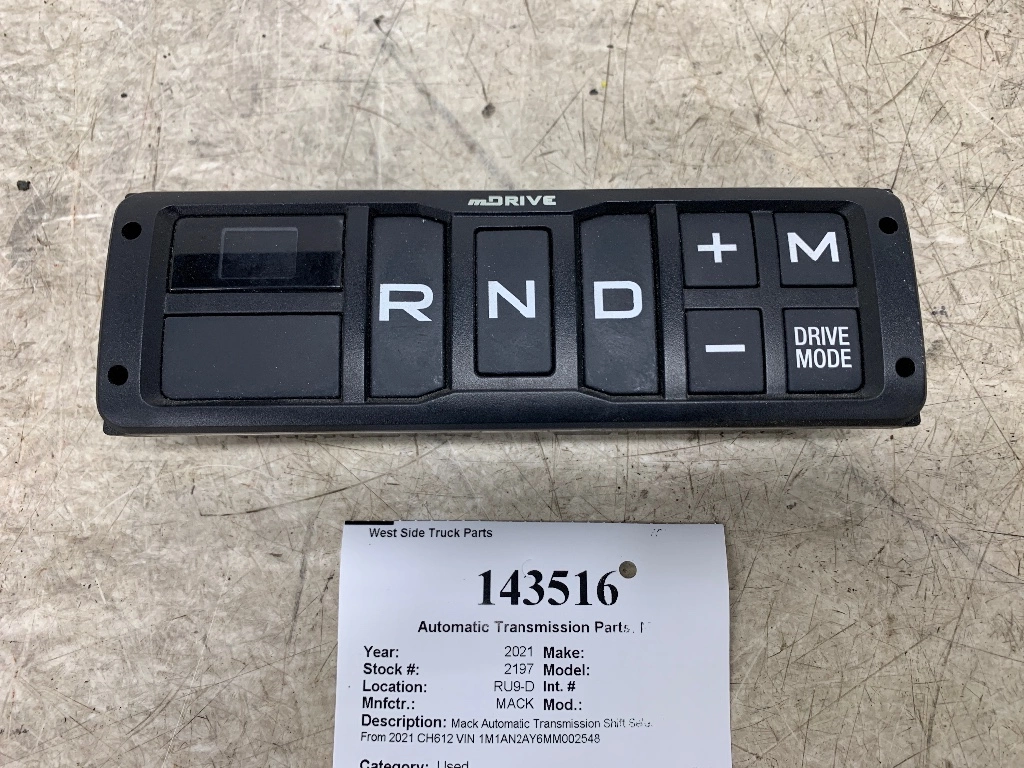 mDRIVE
R N D + M
- DRIVE
MODE
West Side Truck Parts
143516
Automatic Transmission Parts,
Year: 2021 Make:
Stock #: 2197 Model:
Location: RU9-D Int. #
Mnfctr.: MACK Mod.:
Description: Mack Automatic Transmission Shift
From 2021 CH612 VIN 1M1AN2AY6MM002548
Category: Used